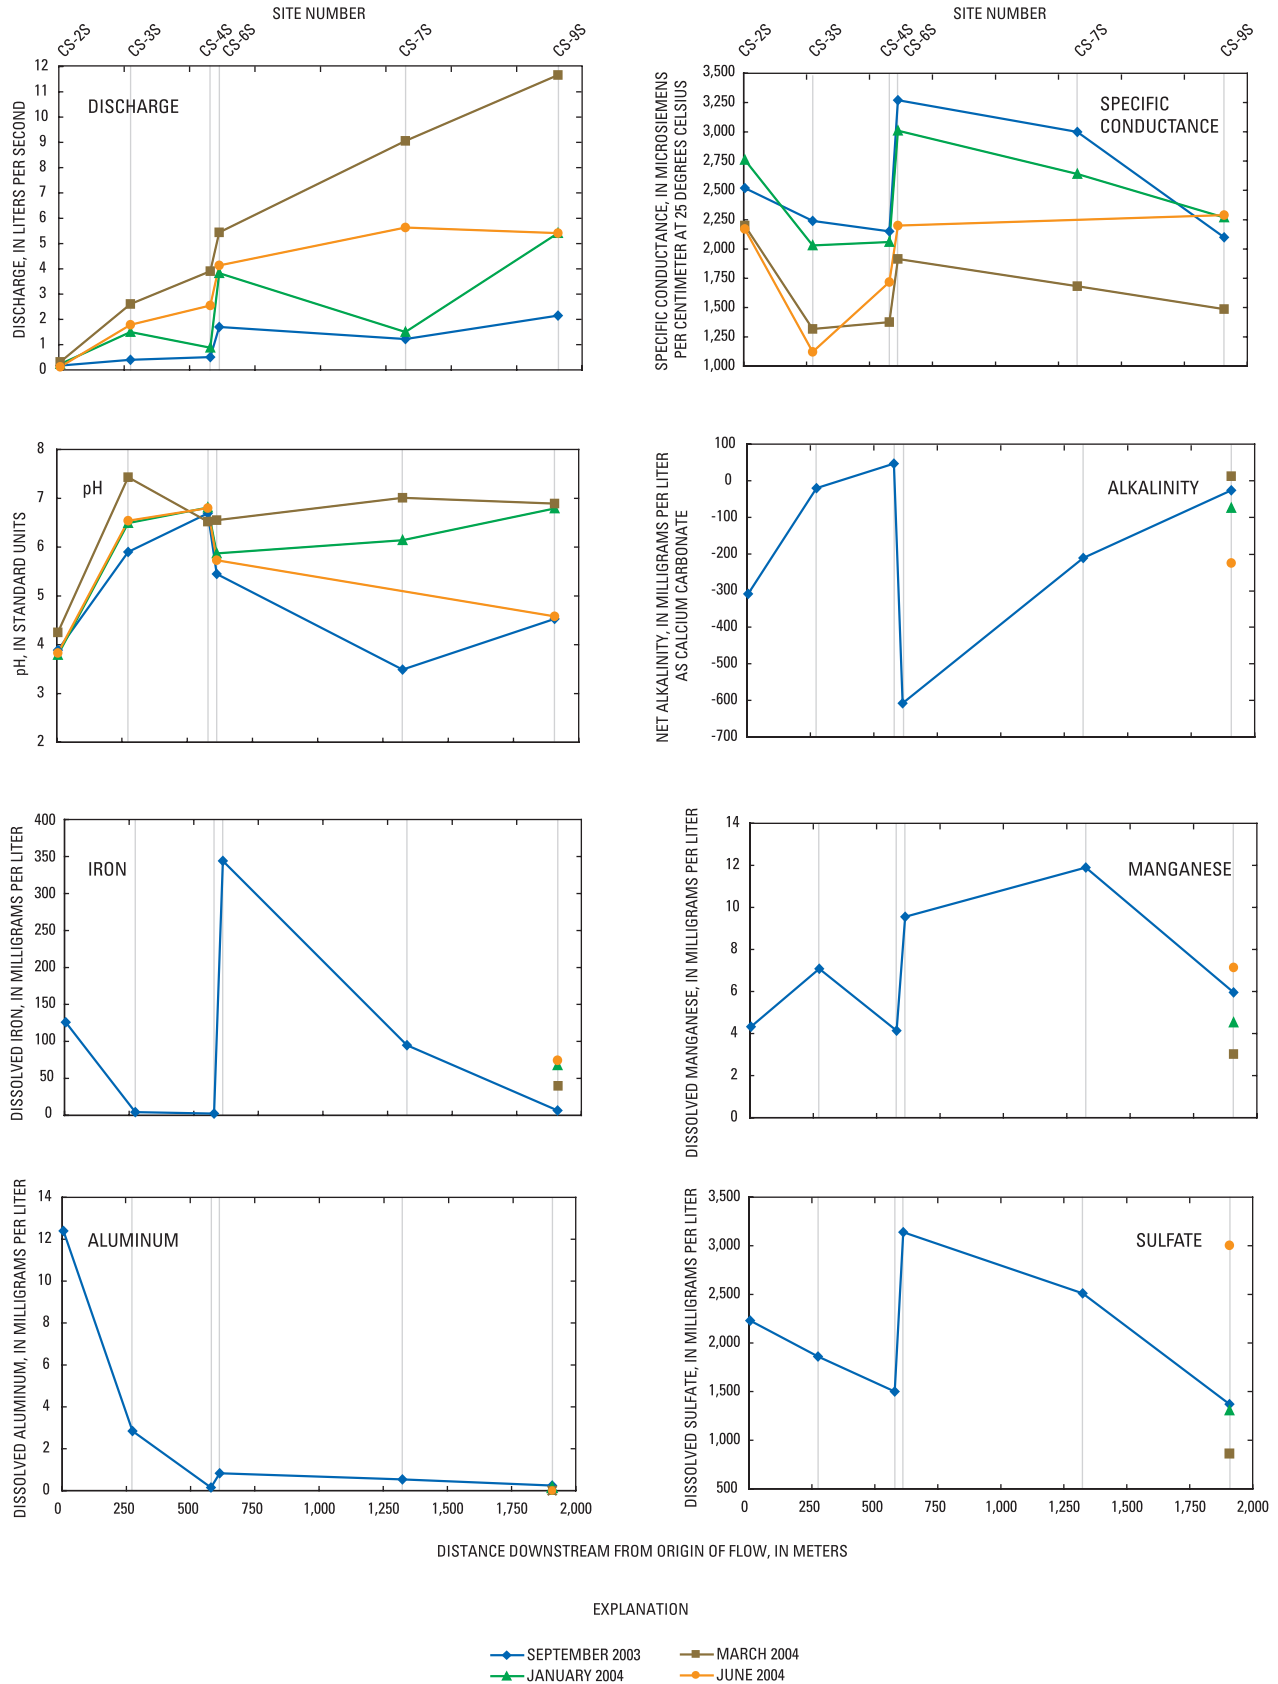 SITE NUMBER
CS-2S
CS-3S
CS-4S
CS-6S
CS-7S
CS-9S
DISCHARGE, IN LITERS PER SECOND
12
11
10
9
8
7
6
5
4
3
2
1
0
DISCHARGE
SITE NUMBER
CS-2S
CS-3S
CS-4S
CS-6S
CS-7S
CS-9S
SPECIFIC CONDUCTANCE, IN MICROSIEMENS
PER CENTIMETER AT 25 DEGREES CELSIUS
3,500
3,250
3,000
2,750
2,500
2,250
2,000
1,750
1,500
1,250
1,000
SPECIFIC
CONDUCTANCE
pH, IN STANDARD UNITS
8
7
6
5
4
3
2
pH
NET ALKALINITY, IN MILLIGRAMS PER LITER
AS CALCIUM CARBONATE
100
0
-100
-200
-300
-400
-500
-600
-700
ALKALINITY
DISSOLVED IRON, IN MILLIGRAMS PER LITER
400
350
300
250
200
150
100
50
0
IRON
DISSOLVED MANGANESE, IN MILLIGRAMS PER LITER
14
12
10
8
6
4
2
0
MANGANESE
DISSOLVED ALUMINUM, IN MILLIGRAMS PER LITER
14
12
10
8
6
4
2
0
ALUMINUM
0 250 500 750 1,000 1,250 1,500 1,750 2,000
DISSOLVED SULFATE, IN MILLIGRAMS PER LITER
3,500
3,000
2,500
2,000
1,500
1,000
500
SULFATE
0 250 500 750 1,000 1,250 1,500 1,750 2,000
DISTANCE DOWNSTREAM FROM ORIGIN OF FLOW, IN METERS
EXPLANATION
SEPTEMBER 2003
JANUARY 2004
MARCH 2004
JUNE 2004